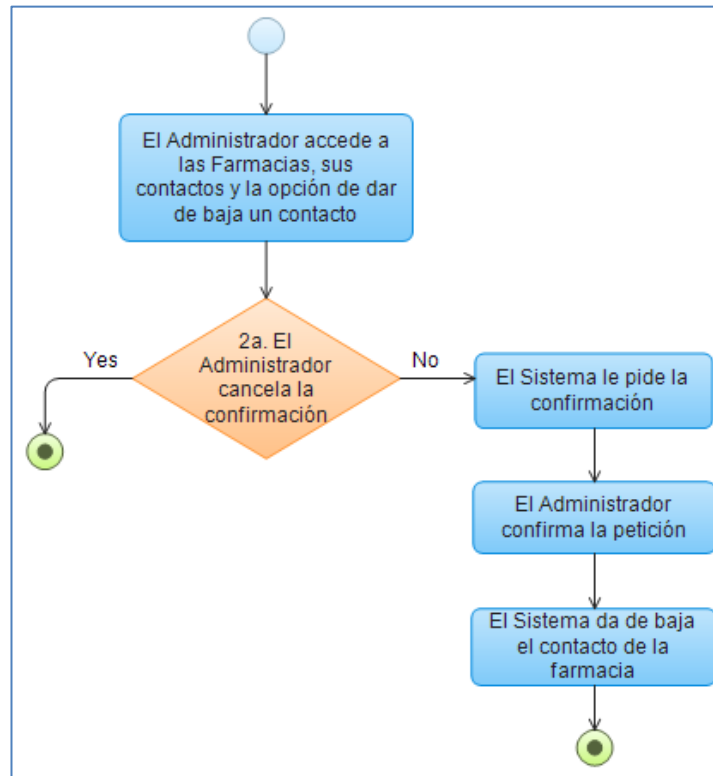 El Administrador accede a
las Farmacias, sus
contactos y la opción de dar
de baja un contacto
2a. El
Administrador
cancela la
confirmación
Yes
No
El Sistema le pide la
confirmación
El Administrador
confirma la petición
El Sistema da de baja
el contacto de la
farmacia